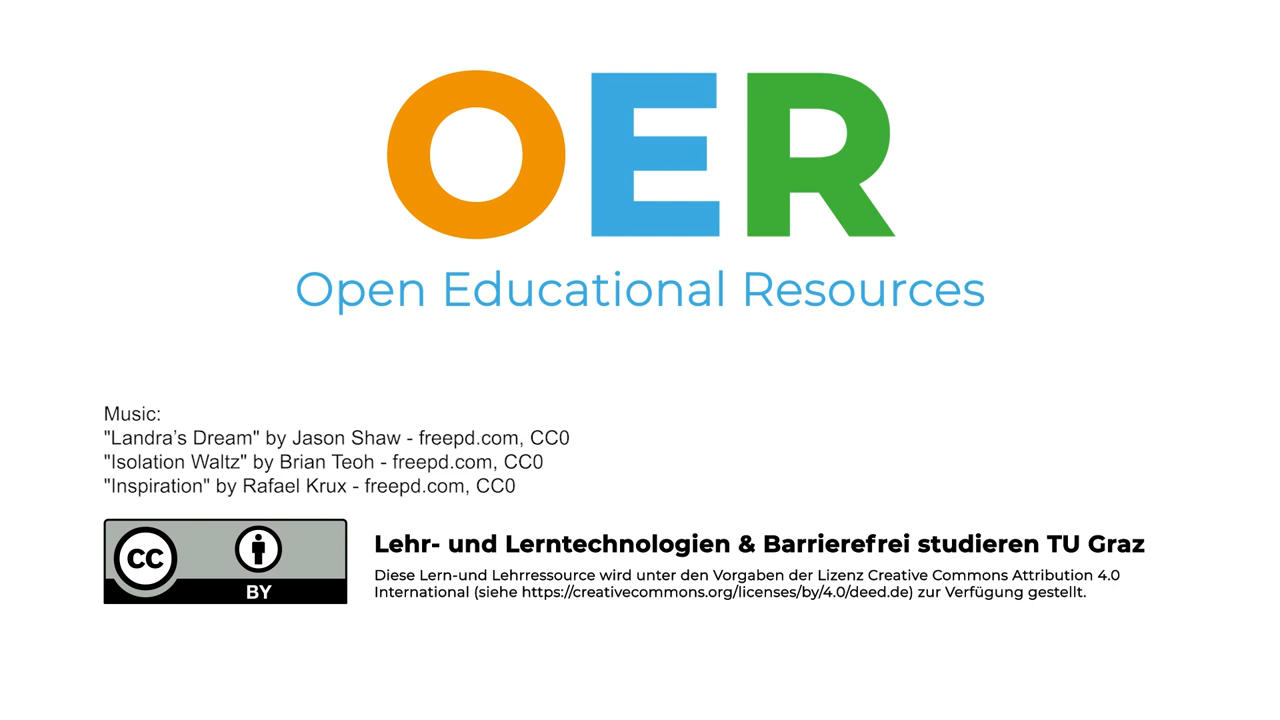 OER
Open Educational Resources
Music:
"Landra’s Dream" by Jason Shaw - freepd.com, CC0
"Isolation Waltz" by Brian Teoh - freepd.com, CC0
"Inspiration" by Rafael Krux - freepd.com, CC0
CC
BY
Lehr- und Lerntechnologien & Barrierefrei studieren TU Graz
Diese Lern-und Lehrressource wird unter den Vorgaben der Lizenz Creative Commons Attribution 4.0
International (siehe https://creativecommons.org/licenses/by/4.0/deed.de) zur Verfügung gestellt.